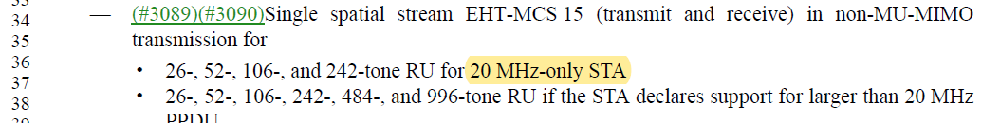 34 — (#3089)(#3090)Single spatial stream EHT-MCS 15 (transmit and receive) in non-MU-MIMO
35 transmission for
36 • 26-, 52-, 106-, and 242-tone RU for 20 MHz-only STA
37
38 • 26-, 52-, 106-, 242-, 484-, and 996-tone RU if the STA declares support for larger than 20 MHz
PPDU